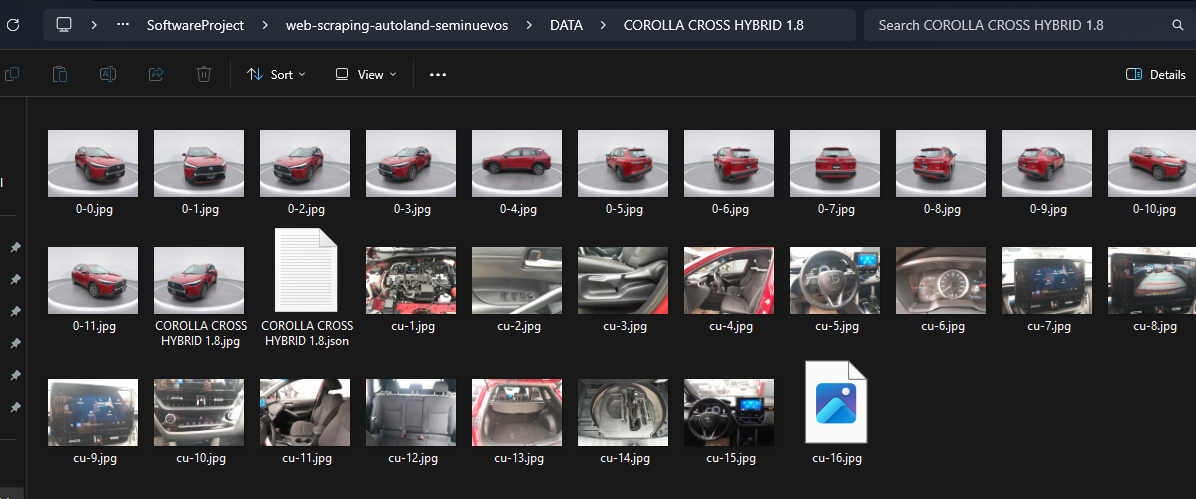 SoftwareProject > web-scraping-autoland-seminuevos > DATA > COROLLA CROSS HYBRID 1.8
Search COROLLA CROSS HYBRID 1.8
Sort
View
Details
0-0.jpg
0-1.jpg
0-2.jpg
0-3.jpg
0-4.jpg
0-5.jpg
0-6.jpg
0-7.jpg
0-8.jpg
0-9.jpg
0-10.jpg
0-11.jpg
COROLLA CROSS
HYBRID 1.8.jpg
COROLLA CROSS
HYBRID 1.8.json
cu-1.jpg
cu-2.jpg
cu-3.jpg
cu-4.jpg
cu-5.jpg
cu-6.jpg
cu-7.jpg
cu-8.jpg
cu-9.jpg
cu-10.jpg
cu-11.jpg
cu-12.jpg
cu-13.jpg
cu-14.jpg
cu-15.jpg
cu-16.jpg